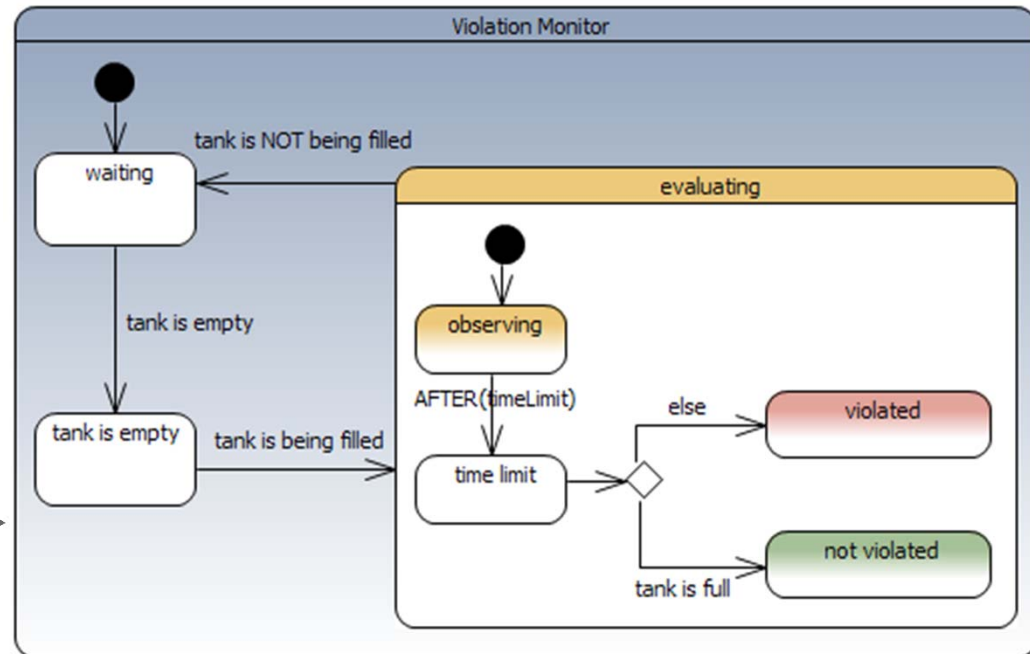 Violation Monitor
tank is NOT being filled
waiting
evaluating
observing
tank is empty
AFTER(timeLimit)
else
violated
tank is empty
tank is being filled
time limit
not violated
tank is full